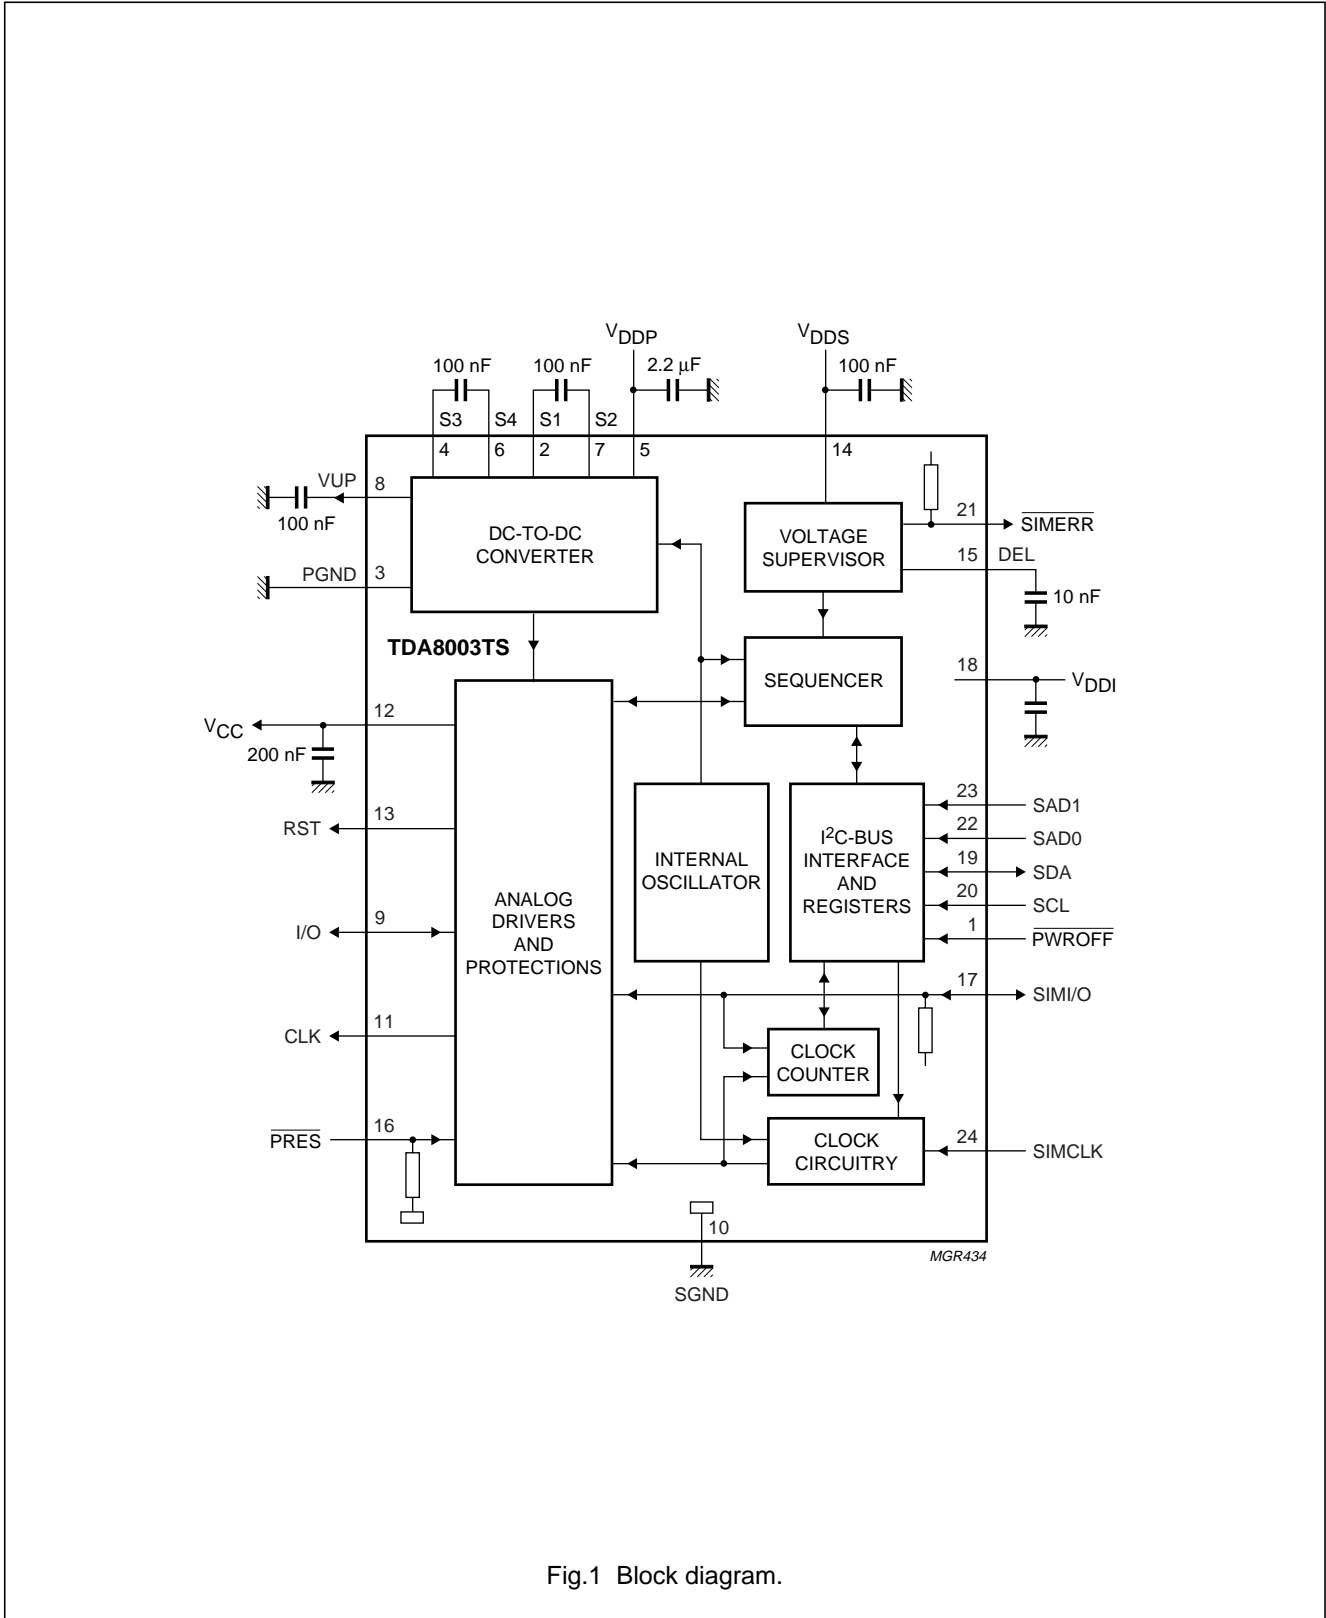 VDDP
VDDS
100 nF
100 nF
2.2 μF
100 nF
S3
S4
S1
S2
4
6
2
7
5
14
VUP
8
100 nF
DC-TO-DC
CONVERTER
PGND
3
VOLTAGE
SUPERVISOR
21
SIMERR
15
DEL
10 nF
TDA8003TS
SEQUENCER
18
VDDI
VCC
12
200 nF
RST
13
I/O
9
CLK
11
PRES
16
ANALOG
DRIVERS
AND
PROTECTIONS
INTERNAL
OSCILLATOR
I2C-BUS
INTERFACE
AND
REGISTERS
23
SAD1
22
SAD0
19
SDA
20
SCL
1
PWROFF
17
SIMI/O
CLOCK
COUNTER
CLOCK
CIRCUITRY
24
SIMCLK
10
SGND
MGR434
Fig.1 Block diagram.